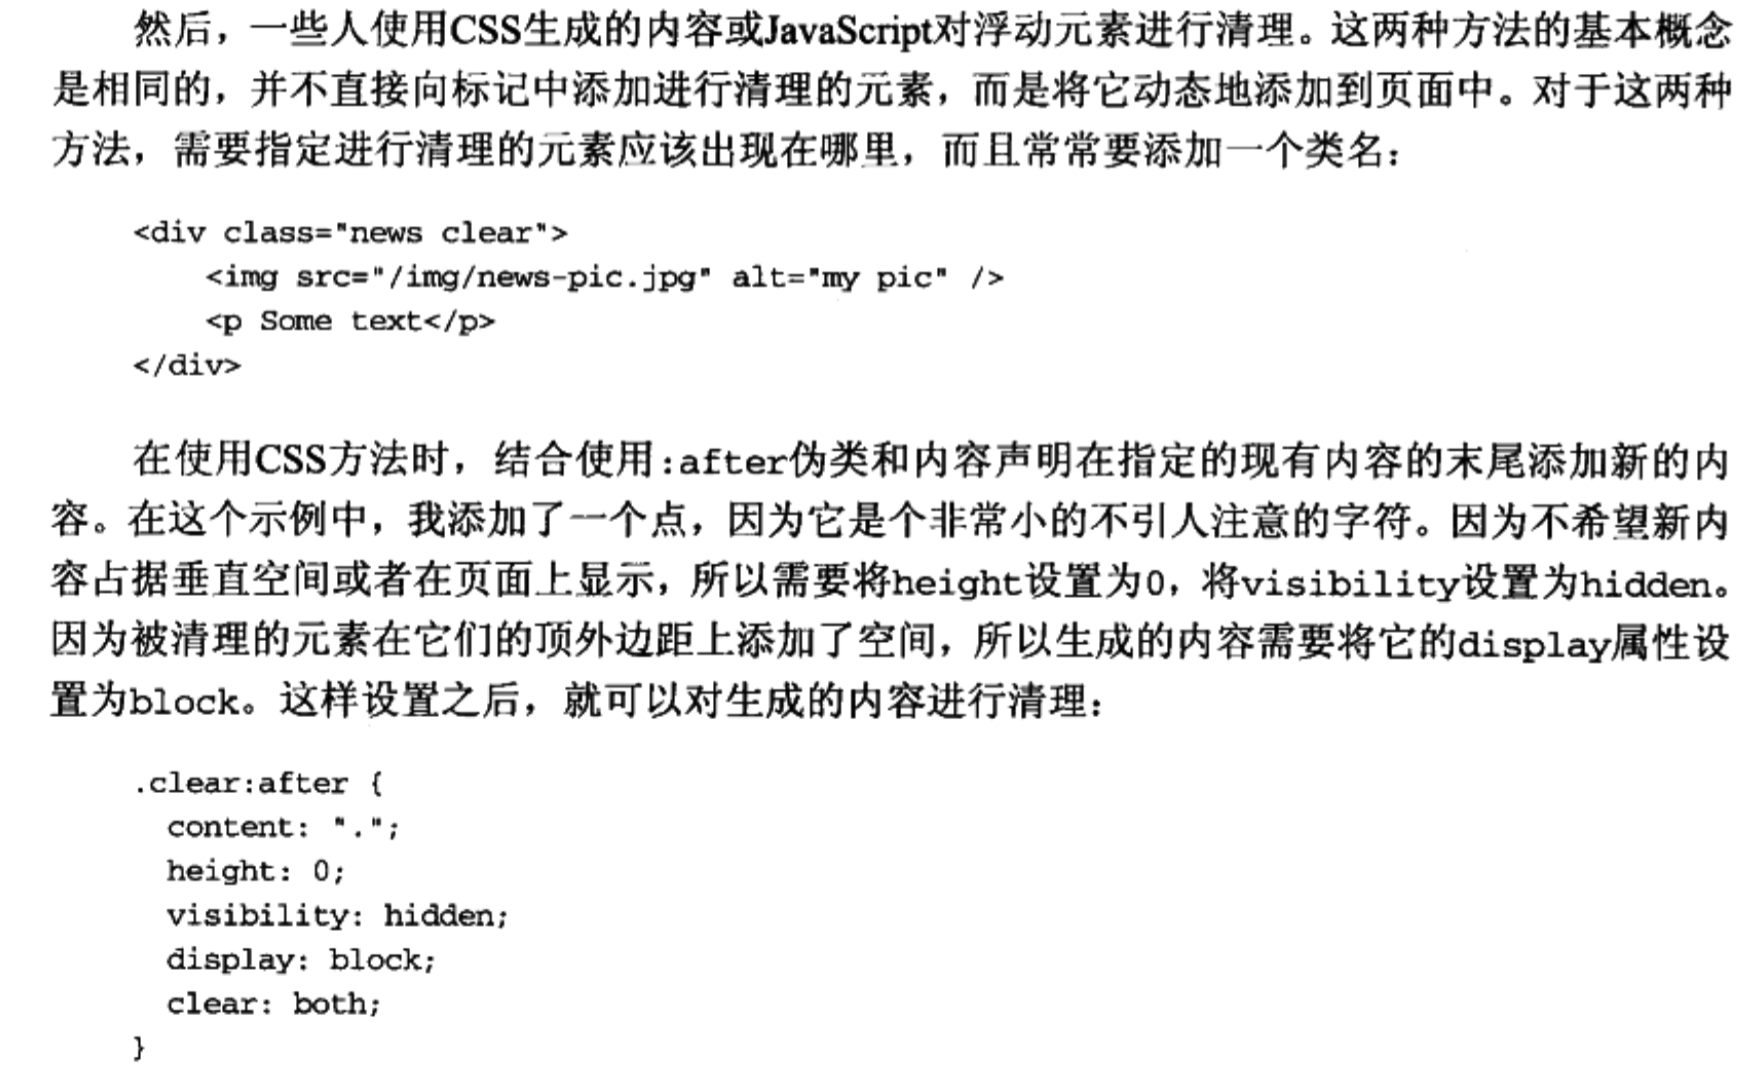 然后，一些人使用CSS生成的内容或JavaScript对浮动元素进行清理。这两种方法的基本概念
是相同的，并不直接向标记中添加进行清理的元素，而是将它动态地添加到页面中。对于这两种
方法，需要指定进行清理的元素应该出现在哪里，而且常常要添加一个类名：
<div class="news clear">
    <img src="/img/news-pic.jpg" alt="my pic" />
    <p Some text</p>
</div>
在使用CSS方法时，结合使用:after伪类和内容声明在指定的现有内容的末尾添加新的内
容。在这个示例中，我添加了一个点，因为它是个非常小的不引人注意的字符。因为不希望新内
容占据垂直空间或者在页面上显示，所以需要将height设置为0，将visibility设置为hidden。
因为被清理的元素在它们的顶外边距上添加了空间，所以生成的内容需要将它的display属性设
置为block。这样设置之后，就可以对生成的内容进行清理：
.clear:after {
  content: ".";
  height: 0;
  visibility: hidden;
  display: block;
  clear: both;
}